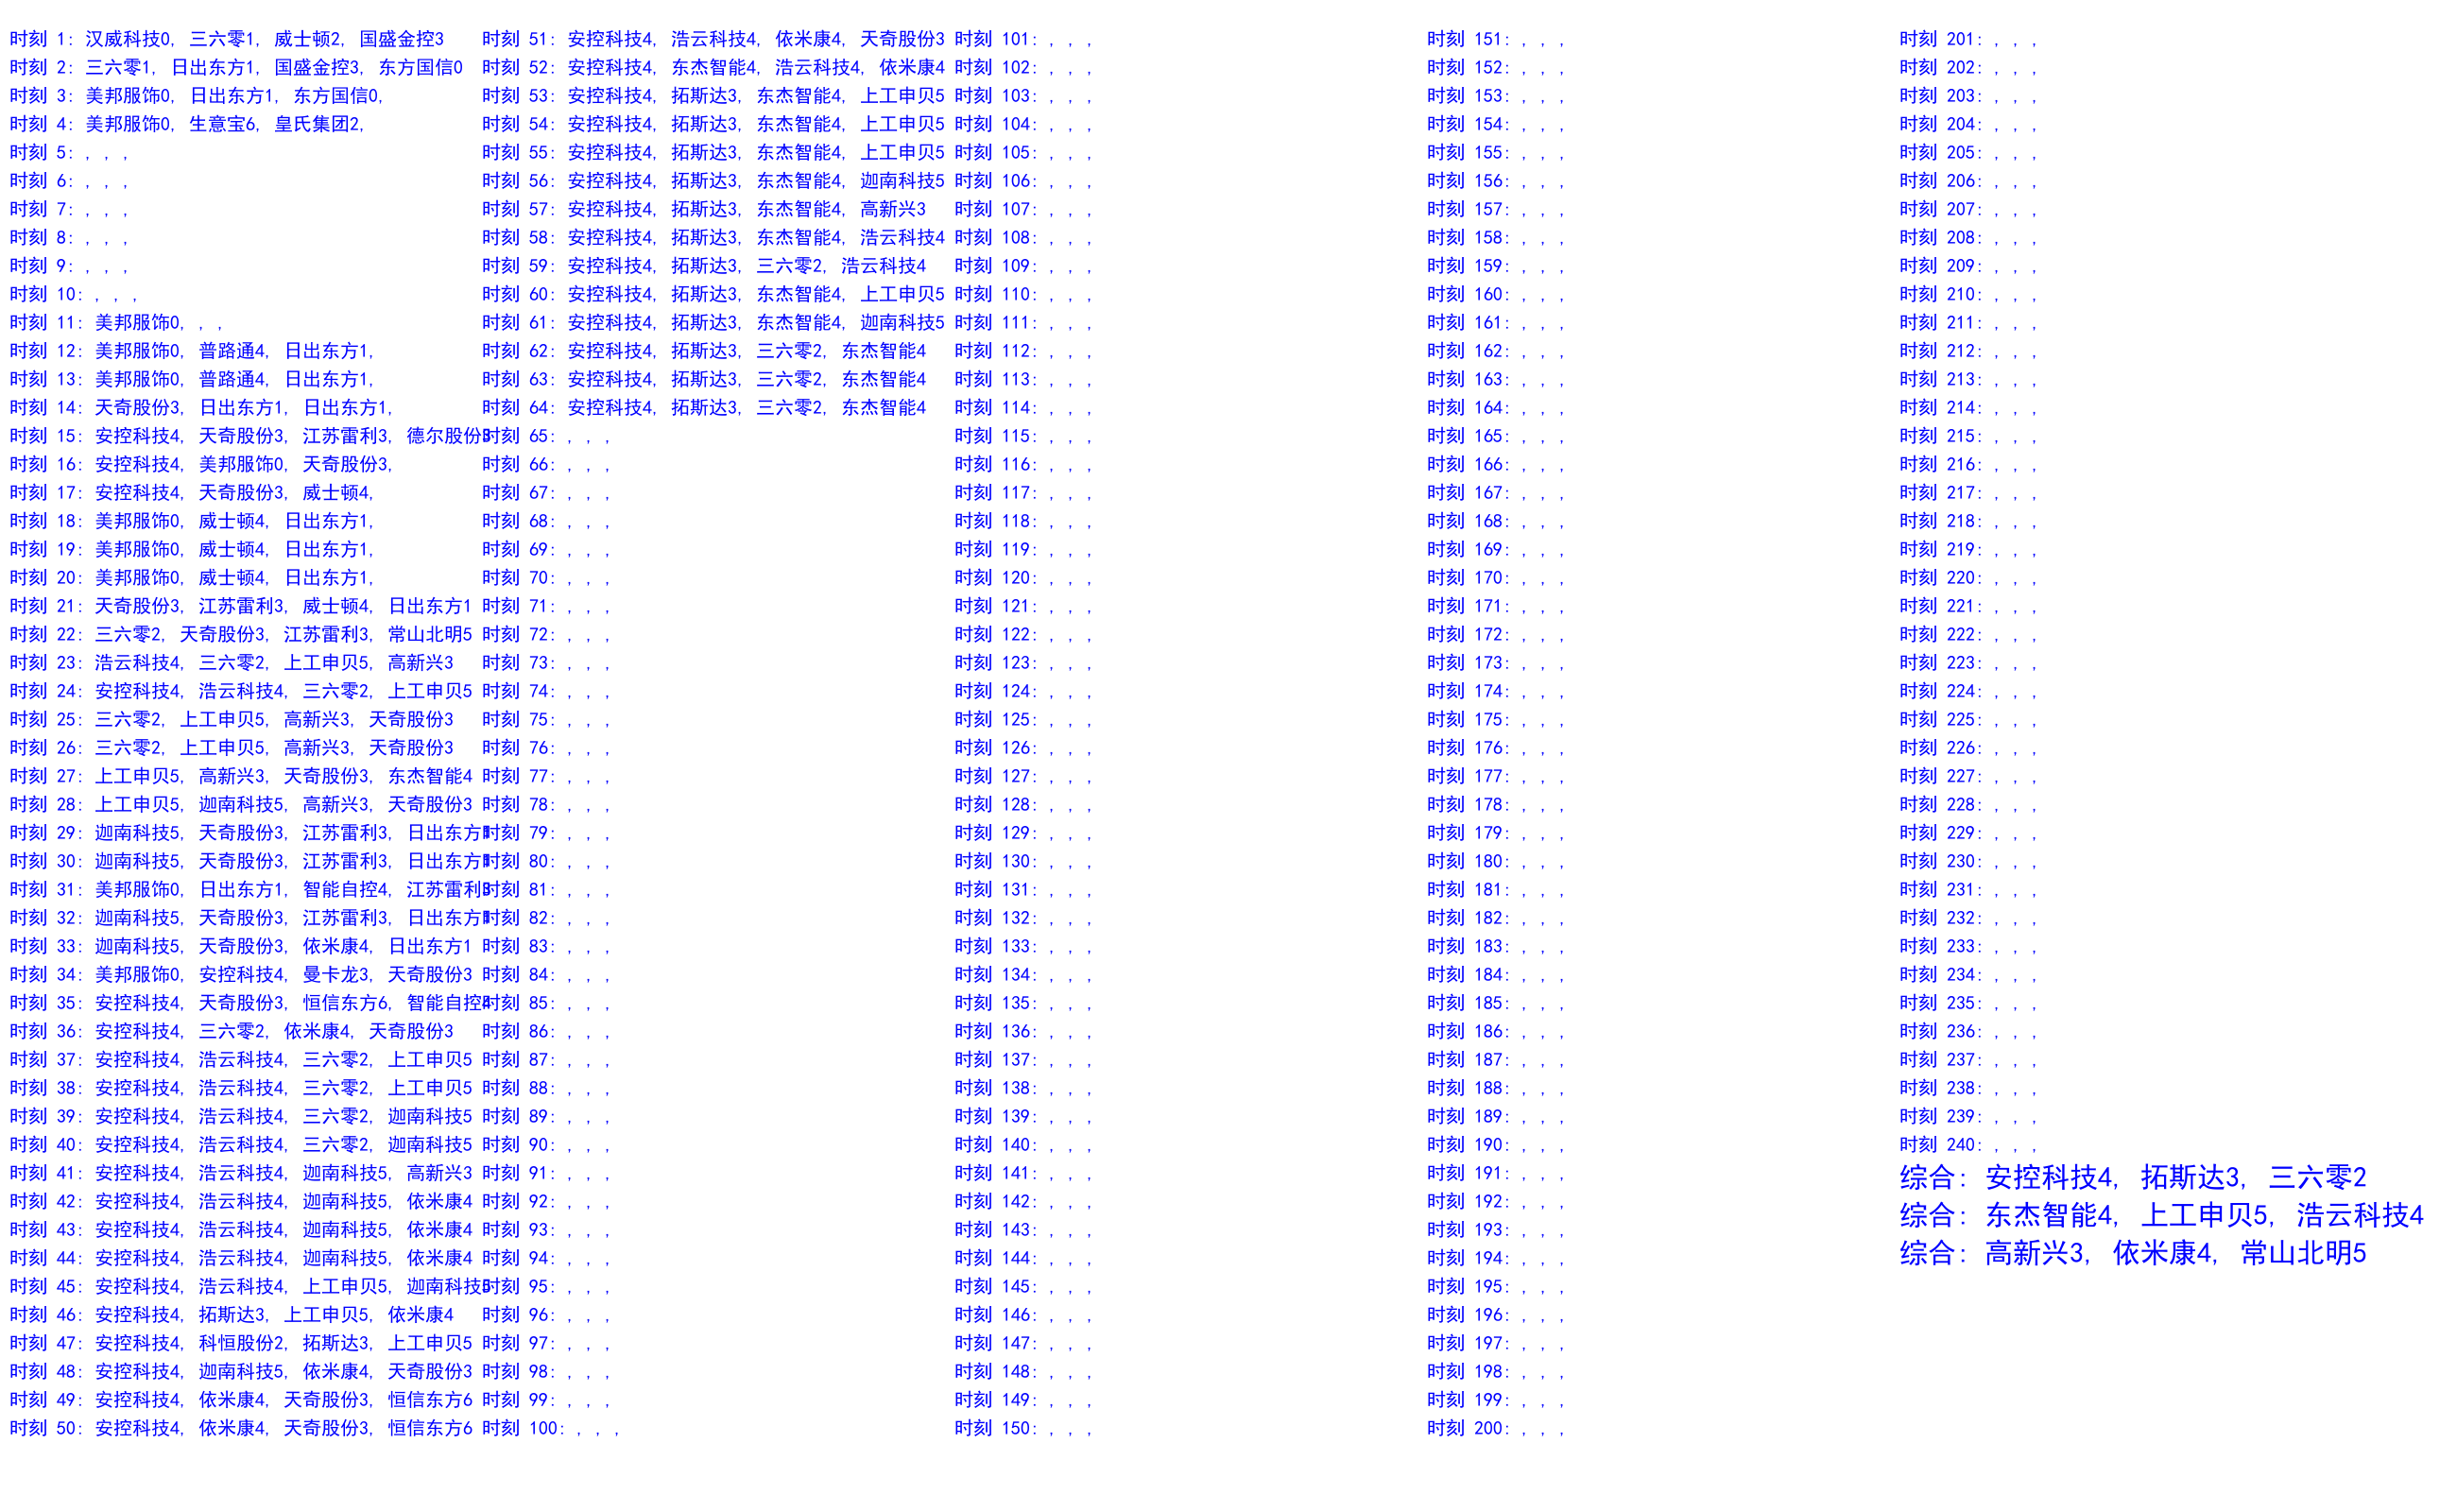 时刻 1: 汉威科技0, 三六零1, 威士顿2, 国盛金控3
时刻 2: 三六零1, 日出东方1, 国盛金控3, 东方国信0
时刻 3: 美邦服饰0, 日出东方1, 东方国信0,
时刻 4: 美邦服饰0, 生意宝6, 皇氏集团2,
时刻 5: , , ,
时刻 6: , , ,
时刻 7: , , ,
时刻 8: , , ,
时刻 9: , , ,
时刻 10: , , ,
时刻 11: 美邦服饰0, , ,
时刻 12: 美邦服饰0, 普路通4, 日出东方1,
时刻 13: 美邦服饰0, 普路通4, 日出东方1,
时刻 14: 天奇股份3, 日出东方1, 日出东方1,
时刻 15: 安控科技4, 天奇股份3, 江苏雷利3, 德尔股份3
时刻 16: 安控科技4, 美邦服饰0, 天奇股份3,
时刻 17: 安控科技4, 天奇股份3, 威士顿4,
时刻 18: 美邦服饰0, 威士顿4, 日出东方1,
时刻 19: 美邦服饰0, 威士顿4, 日出东方1,
时刻 20: 美邦服饰0, 威士顿4, 日出东方1,
时刻 21: 天奇股份3, 江苏雷利3, 威士顿4, 日出东方1
时刻 22: 三六零2, 天奇股份3, 江苏雷利3, 常山北明5
时刻 23: 浩云科技4, 三六零2, 上工申贝5, 高新兴3
时刻 24: 安控科技4, 浩云科技4, 三六零2, 上工申贝5
时刻 25: 三六零2, 上工申贝5, 高新兴3, 天奇股份3
时刻 26: 三六零2, 上工申贝5, 高新兴3, 天奇股份3
时刻 27: 上工申贝5, 高新兴3, 天奇股份3, 东杰智能4
时刻 28: 上工申贝5, 迦南科技5, 高新兴3, 天奇股份3
时刻 29: 迦南科技5, 天奇股份3, 江苏雷利3, 日出东方1
时刻 30: 迦南科技5, 天奇股份3, 江苏雷利3, 日出东方1
时刻 31: 美邦服饰0, 日出东方1, 智能自控4, 江苏雷利3
时刻 32: 迦南科技5, 天奇股份3, 江苏雷利3, 日出东方1
时刻 33: 迦南科技5, 天奇股份3, 依米康4, 日出东方1
时刻 34: 美邦服饰0, 安控科技4, 曼卡龙3, 天奇股份3
时刻 35: 安控科技4, 天奇股份3, 恒信东方6, 智能自控4
时刻 36: 安控科技4, 三六零2, 依米康4, 天奇股份3
时刻 37: 安控科技4, 浩云科技4, 三六零2, 上工申贝5
时刻 38: 安控科技4, 浩云科技4, 三六零2, 上工申贝5
时刻 39: 安控科技4, 浩云科技4, 三六零2, 迦南科技5
时刻 40: 安控科技4, 浩云科技4, 三六零2, 迦南科技5
时刻 41: 安控科技4, 浩云科技4, 迦南科技5, 高新兴3
时刻 42: 安控科技4, 浩云科技4, 迦南科技5, 依米康4
时刻 43: 安控科技4, 浩云科技4, 迦南科技5, 依米康4
时刻 44: 安控科技4, 浩云科技4, 迦南科技5, 依米康4
时刻 45: 安控科技4, 浩云科技4, 上工申贝5, 迦南科技5
时刻 46: 安控科技4, 拓斯达3, 上工申贝5, 依米康4
时刻 47: 安控科技4, 科恒股份2, 拓斯达3, 上工申贝5
时刻 48: 安控科技4, 迦南科技5, 依米康4, 天奇股份3
时刻 49: 安控科技4, 依米康4, 天奇股份3, 恒信东方6
时刻 50: 安控科技4, 依米康4, 天奇股份3, 恒信东方6
时刻 51: 安控科技4, 浩云科技4, 依米康4, 天奇股份3
时刻 52: 安控科技4, 东杰智能4, 浩云科技4, 依米康4
时刻 53: 安控科技4, 拓斯达3, 东杰智能4, 上工申贝5
时刻 54: 安控科技4, 拓斯达3, 东杰智能4, 上工申贝5
时刻 55: 安控科技4, 拓斯达3, 东杰智能4, 上工申贝5
时刻 56: 安控科技4, 拓斯达3, 东杰智能4, 迦南科技5
时刻 57: 安控科技4, 拓斯达3, 东杰智能4, 高新兴3
时刻 58: 安控科技4, 拓斯达3, 东杰智能4, 浩云科技4
时刻 59: 安控科技4, 拓斯达3, 三六零2, 浩云科技4
时刻 60: 安控科技4, 拓斯达3, 东杰智能4, 上工申贝5
时刻 61: 安控科技4, 拓斯达3, 东杰智能4, 迦南科技5
时刻 62: 安控科技4, 拓斯达3, 三六零2, 东杰智能4
时刻 63: 安控科技4, 拓斯达3, 三六零2, 东杰智能4
时刻 64: 安控科技4, 拓斯达3, 三六零2, 东杰智能4
时刻 65: , , ,
时刻 66: , , ,
时刻 67: , , ,
时刻 68: , , ,
时刻 69: , , ,
时刻 70: , , ,
时刻 71: , , ,
时刻 72: , , ,
时刻 73: , , ,
时刻 74: , , ,
时刻 75: , , ,
时刻 76: , , ,
时刻 77: , , ,
时刻 78: , , ,
时刻 79: , , ,
时刻 80: , , ,
时刻 81: , , ,
时刻 82: , , ,
时刻 83: , , ,
时刻 84: , , ,
时刻 85: , , ,
时刻 86: , , ,
时刻 87: , , ,
时刻 88: , , ,
时刻 89: , , ,
时刻 90: , , ,
时刻 91: , , ,
时刻 92: , , ,
时刻 93: , , ,
时刻 94: , , ,
时刻 95: , , ,
时刻 96: , , ,
时刻 97: , , ,
时刻 98: , , ,
时刻 99: , , ,
时刻 100: , , ,
时刻 101: , , ,
时刻 102: , , ,
时刻 103: , , ,
时刻 104: , , ,
时刻 105: , , ,
时刻 106: , , ,
时刻 107: , , ,
时刻 108: , , ,
时刻 109: , , ,
时刻 110: , , ,
时刻 111: , , ,
时刻 112: , , ,
时刻 113: , , ,
时刻 114: , , ,
时刻 115: , , ,
时刻 116: , , ,
时刻 117: , , ,
时刻 118: , , ,
时刻 119: , , ,
时刻 120: , , ,
时刻 121: , , ,
时刻 122: , , ,
时刻 123: , , ,
时刻 124: , , ,
时刻 125: , , ,
时刻 126: , , ,
时刻 127: , , ,
时刻 128: , , ,
时刻 129: , , ,
时刻 130: , , ,
时刻 131: , , ,
时刻 132: , , ,
时刻 133: , , ,
时刻 134: , , ,
时刻 135: , , ,
时刻 136: , , ,
时刻 137: , , ,
时刻 138: , , ,
时刻 139: , , ,
时刻 140: , , ,
时刻 141: , , ,
时刻 142: , , ,
时刻 143: , , ,
时刻 144: , , ,
时刻 145: , , ,
时刻 146: , , ,
时刻 147: , , ,
时刻 148: , , ,
时刻 149: , , ,
时刻 150: , , ,
时刻 151: , , ,
时刻 152: , , ,
时刻 153: , , ,
时刻 154: , , ,
时刻 155: , , ,
时刻 156: , , ,
时刻 157: , , ,
时刻 158: , , ,
时刻 159: , , ,
时刻 160: , , ,
时刻 161: , , ,
时刻 162: , , ,
时刻 163: , , ,
时刻 164: , , ,
时刻 165: , , ,
时刻 166: , , ,
时刻 167: , , ,
时刻 168: , , ,
时刻 169: , , ,
时刻 170: , , ,
时刻 171: , , ,
时刻 172: , , ,
时刻 173: , , ,
时刻 174: , , ,
时刻 175: , , ,
时刻 176: , , ,
时刻 177: , , ,
时刻 178: , , ,
时刻 179: , , ,
时刻 180: , , ,
时刻 181: , , ,
时刻 182: , , ,
时刻 183: , , ,
时刻 184: , , ,
时刻 185: , , ,
时刻 186: , , ,
时刻 187: , , ,
时刻 188: , , ,
时刻 189: , , ,
时刻 190: , , ,
时刻 191: , , ,
时刻 192: , , ,
时刻 193: , , ,
时刻 194: , , ,
时刻 195: , , ,
时刻 196: , , ,
时刻 197: , , ,
时刻 198: , , ,
时刻 199: , , ,
时刻 200: , , ,
时刻 201: , , ,
时刻 202: , , ,
时刻 203: , , ,
时刻 204: , , ,
时刻 205: , , ,
时刻 206: , , ,
时刻 207: , , ,
时刻 208: , , ,
时刻 209: , , ,
时刻 210: , , ,
时刻 211: , , ,
时刻 212: , , ,
时刻 213: , , ,
时刻 214: , , ,
时刻 215: , , ,
时刻 216: , , ,
时刻 217: , , ,
时刻 218: , , ,
时刻 219: , , ,
时刻 220: , , ,
时刻 221: , , ,
时刻 222: , , ,
时刻 223: , , ,
时刻 224: , , ,
时刻 225: , , ,
时刻 226: , , ,
时刻 227: , , ,
时刻 228: , , ,
时刻 229: , , ,
时刻 230: , , ,
时刻 231: , , ,
时刻 232: , , ,
时刻 233: , , ,
时刻 234: , , ,
时刻 235: , , ,
时刻 236: , , ,
时刻 237: , , ,
时刻 238: , , ,
时刻 239: , , ,
时刻 240: , , ,
综合: 安控科技4, 拓斯达3, 三六零2
综合: 东杰智能4, 上工申贝5, 浩云科技4
综合: 高新兴3, 依米康4, 常山北明5